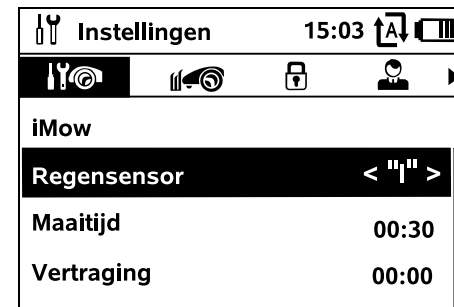 Instellingen 15:03 A
iMow
Regensensor < "I" >
Maaitijd 00:30
Vertraging 00:00